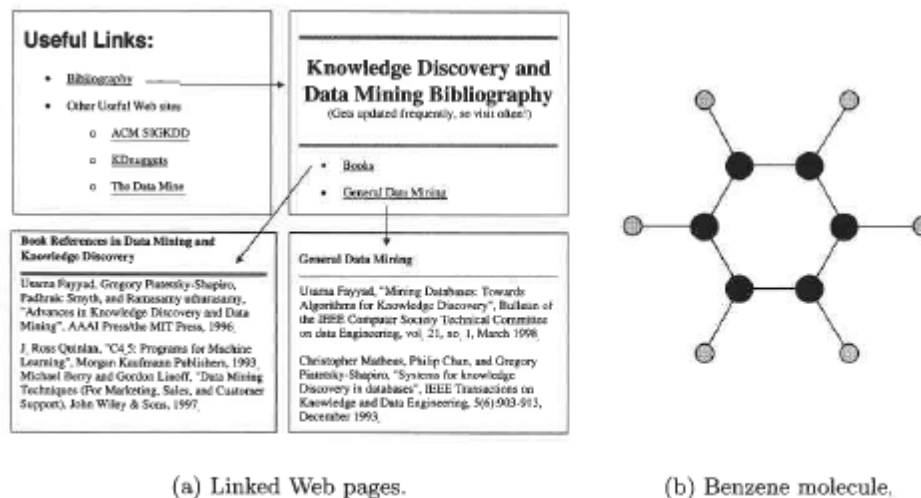 Useful Links:
• Bibliography
• Other Useful Web sites
o ACM SIGKDD
o KDnuggets
o The Data Mine
Knowledge Discovery and
Data Mining Bibliography
(Gets updated frequently, so visit often!)
• Books
• General Data Mining
Book References in Data Mining and
Knowledge Discovery
Usama Fayyad, Gregory Piatetsky-Shapiro,
Padhraic Smyth, and Ramasamy uthurasamy,
"Advances in Knowledge Discovery and Data
Mining", AAAI Press/the MIT Press, 1996.
J. Ross Quinlan, "C4.5: Programs for Machine
Learning", Morgan Kaufmann Publishers, 1993.
Michael Berry and Gordon Linoff, "Data Mining
Techniques (For Marketing, Sales, and Customer
Support), John Wiley & Sons, 1997.
General Data Mining
Usama Fayyad, "Mining Databases: Towards
Algorithms for Knowledge Discovery", Bulletin of
the IEEE Computer Society Technical Committee
on data Engineering, vol. 21, no. 1, March 1998.
Christopher Matheus, Philip Chan, and Gregory
Piatetsky-Shapiro, "Systems for knowledge
Discovery in databases", IEEE Transactions on
Knowledge and Data Engineering, 5(6):903-913,
December 1993.
(a) Linked Web pages.
(b) Benzene molecule.